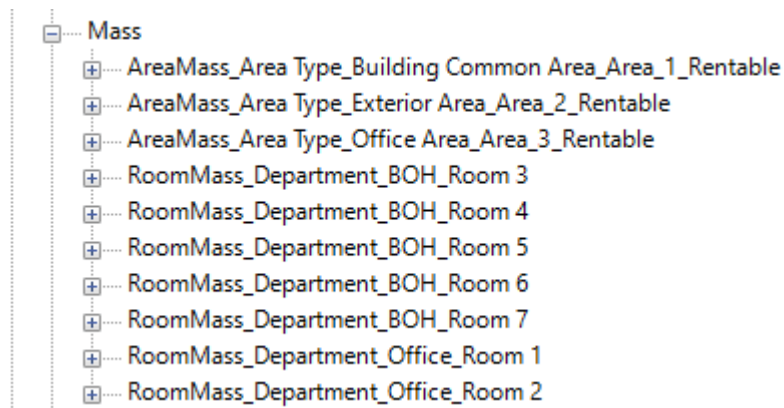 Mass
AreaMass_Area Type_Building Common Area_Area_1_Rentable
AreaMass_Area Type_Exterior Area_Area_2_Rentable
AreaMass_Area Type_Office Area_Area_3_Rentable
RoomMass_Department_BOH_Room 3
RoomMass_Department_BOH_Room 4
RoomMass_Department_BOH_Room 5
RoomMass_Department_BOH_Room 6
RoomMass_Department_BOH_Room 7
RoomMass_Department_Office_Room 1
RoomMass_Department_Office_Room 2